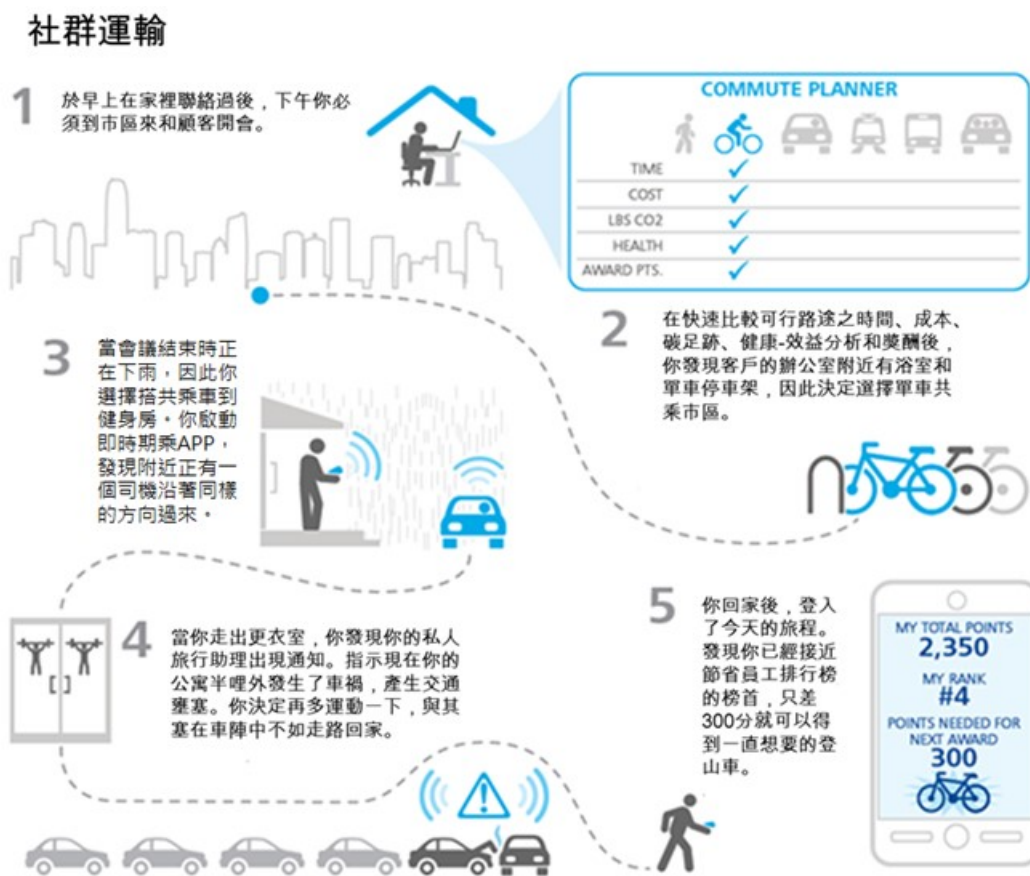 社群運輸
1
於早上在家裡聯絡過後，下午你必
須到市區來和顧客開會。
COMMUTE PLANNER
TIME
COST
LBS CO2
HEALTH
AWARD PTS.
2
在快速比較可行路途之時間、成本、
碳足跡、健康-效益分析和獎酬後，
你發現客戶的辦公室附近有浴室和
單車停車架，因此決定選擇單車共
乘市區。
3
當會議結束時正
在下雨，因此你
選擇搭共乘車到
健身房。你啟動
即時期乘APP，
發現附近正有一
個司機沿著同樣
的方向過來。
4
當你走出更衣室，你發現你的私人
旅行助理出現通知。指示現在你的
公寓半哩外發生了車禍，產生交通
壅塞。你決定再多運動一下，與其
塞在車陣中不如走路回家。
5
你回家後，登入
了今天的旅程。
發現你已經接近
節省員工排行榜
的榜首，只差
300分就可以得
到一直想要的登
山車。
MY TOTAL POINTS
2,350
MY RANK
#4
POINTS NEEDED FOR
NEXT AWARD
300